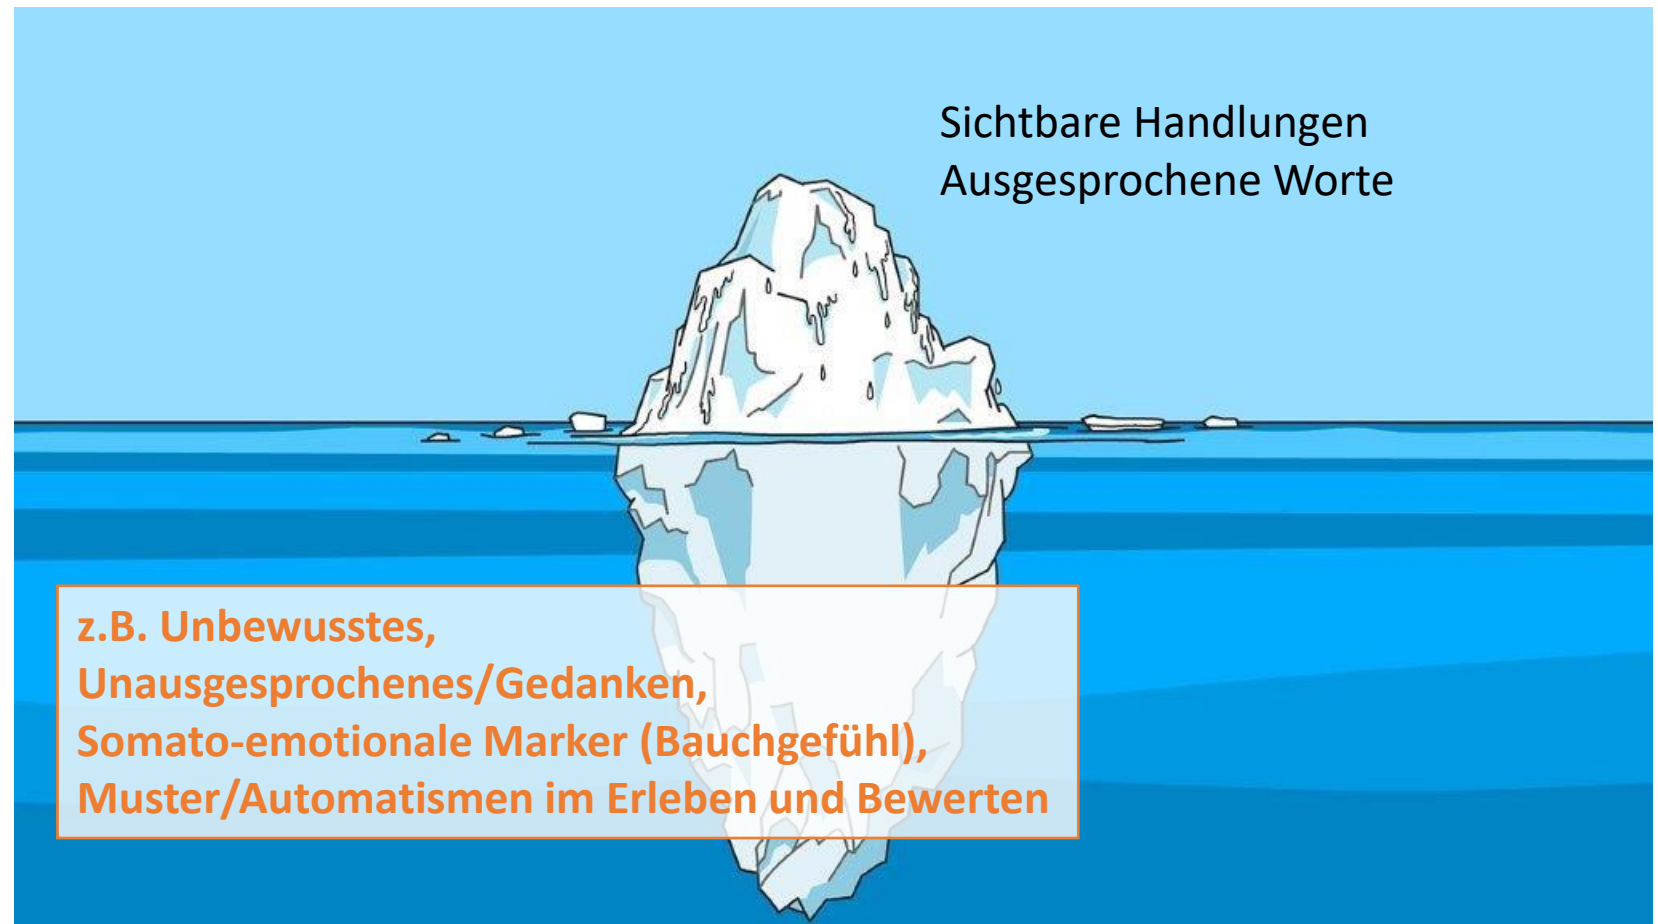 Sichtbare Handlungen
Ausgesprochene Worte
z.B. Unbewusstes,
Unausgesprochenes/Gedanken,
Somato-emotionale Marker (Bauchgefühl),
Muster/Automatismen im Erleben und Bewerten